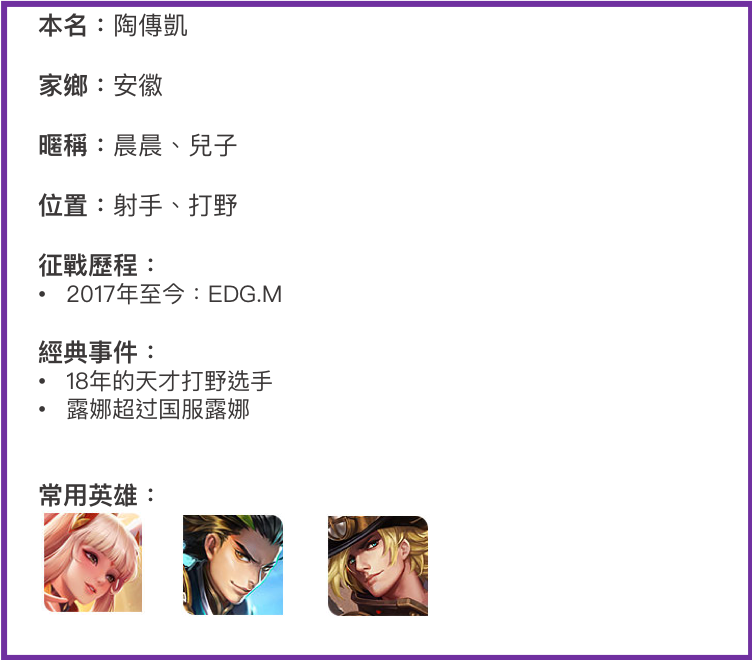 本名：陶傳凱
家鄉：安徽
暱稱：晨晨、兒子
位置：射手、打野
征戰歷程：
• 2017年至今：EDG.M
經典事件：
• 18年的天才打野选手
• 露娜超过国服露娜
常用英雄：